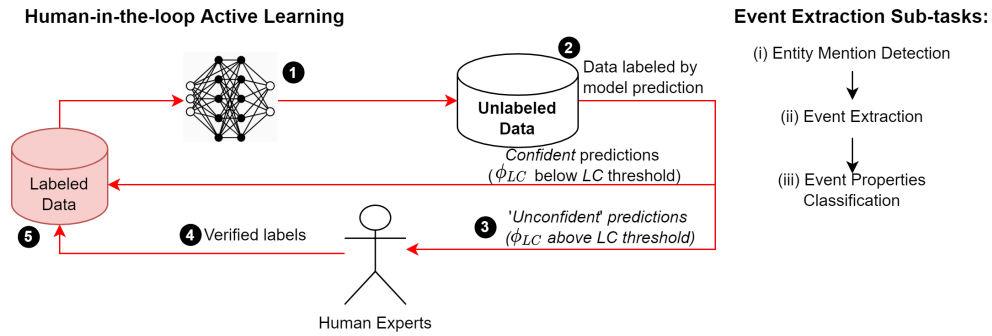 Human-in-the-loop Active Learning
1
2
Data labeled by
model prediction
Unlabeled
Data
Confident predictions
(ϕLC below LC threshold)
Labeled
Data
3
'Unconfident' predictions
(ϕLC above LC threshold)
4 Verified labels
5
Human Experts
Event Extraction Sub-tasks:
(i) Entity Mention Detection
(ii) Event Extraction
(iii) Event Properties
Classification